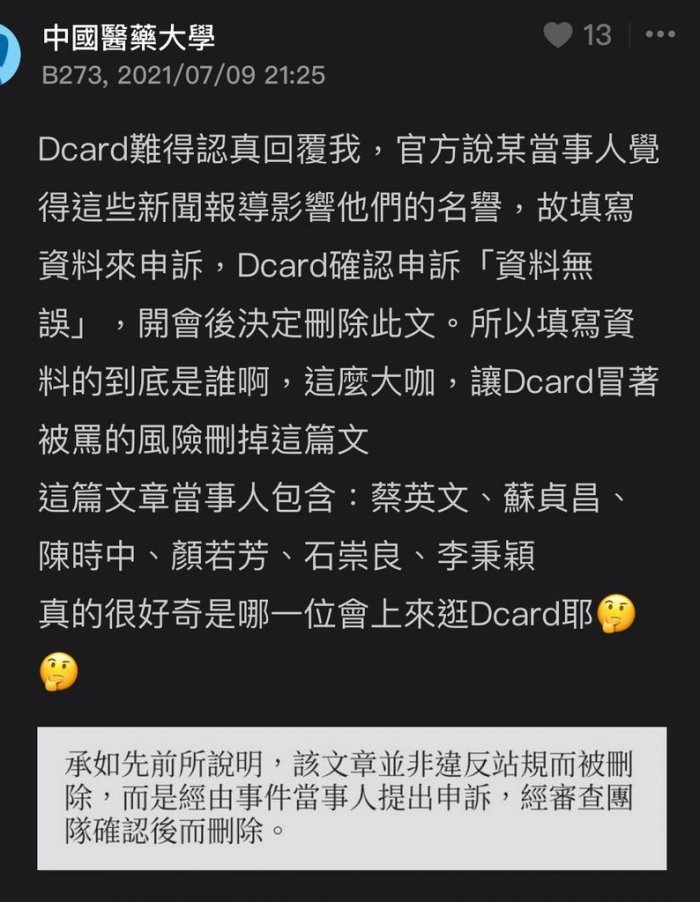 中國醫藥大學
13
B273, 2021/07/09 21:25
Dcard難得認真回覆我，官方說某當事人覺
得這些新聞報導影響他們的名譽，故填寫
資料來申訴，Dcard確認申訴「資料無
誤」，開會後決定刪除此文。所以填寫資
料的到底是誰啊，這麼大咖，讓Dcard冒著
被罵的風險刪掉這篇文
這篇文章當事人包含：蔡英文、蘇貞昌、
陳時中、顏若芳、石崇良、李秉穎
真的很好奇是哪一位會上來逛Dcard耶🤔
🤔
承如先前所說明，該文章並非違反站規而被刪
除，而是經由事件當事人提出申訴，經審查團
隊確認後而刪除。